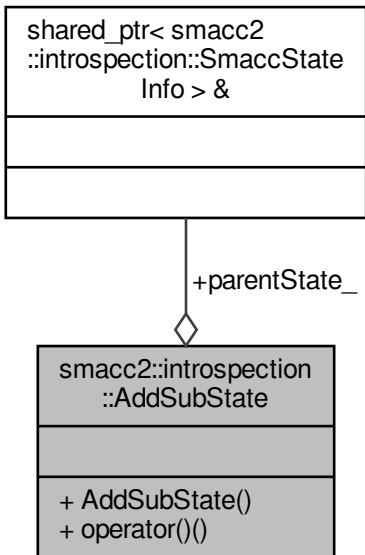 shared_ptr< smacc2
::introspection::SmaccState
Info > &
+parentState_
smacc2::introspection
::AddSubState
+ AddSubState()
+ operator()()